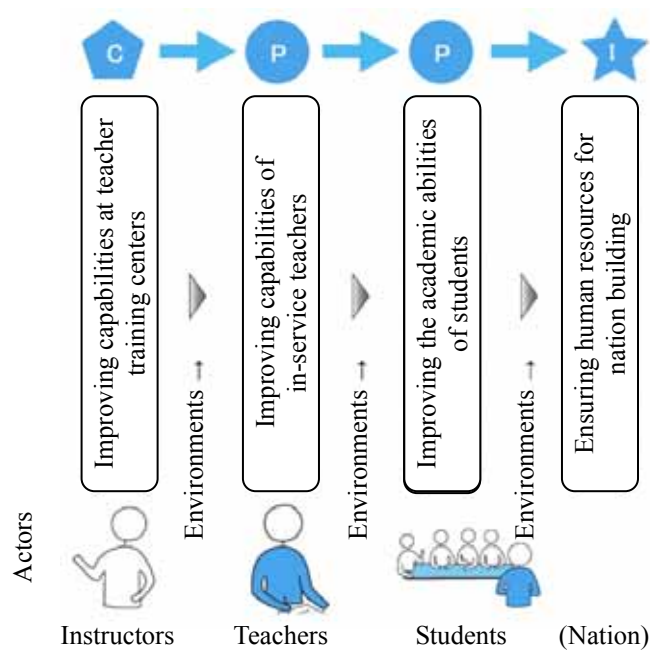 C
P
P
I
Improving capabilities at teacher
training centers
Environments →
Improving capabilities of
in-service teachers
Environments →
Improving the academic abilities
of students
Environments →
Ensuring human resources for
nation building
Actors
Instructors
Teachers
Students
(Nation)